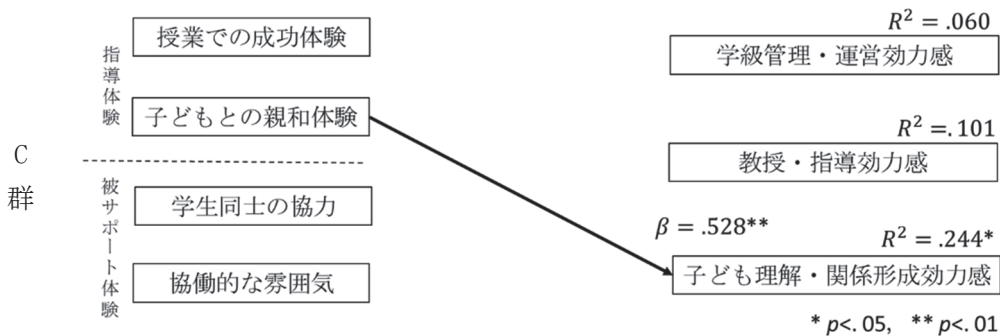 C
群
指導体験
授業での成功体験
子どもとの親和体験
被サポート体験
学生同士の協力
協働的な雰囲気
R² = .060
学級管理・運営効力感
R² =.101
教授・指導効力感
β = .528**
R² = .244*
子ども理解・関係形成効力感
* p<.05, ** p<.01